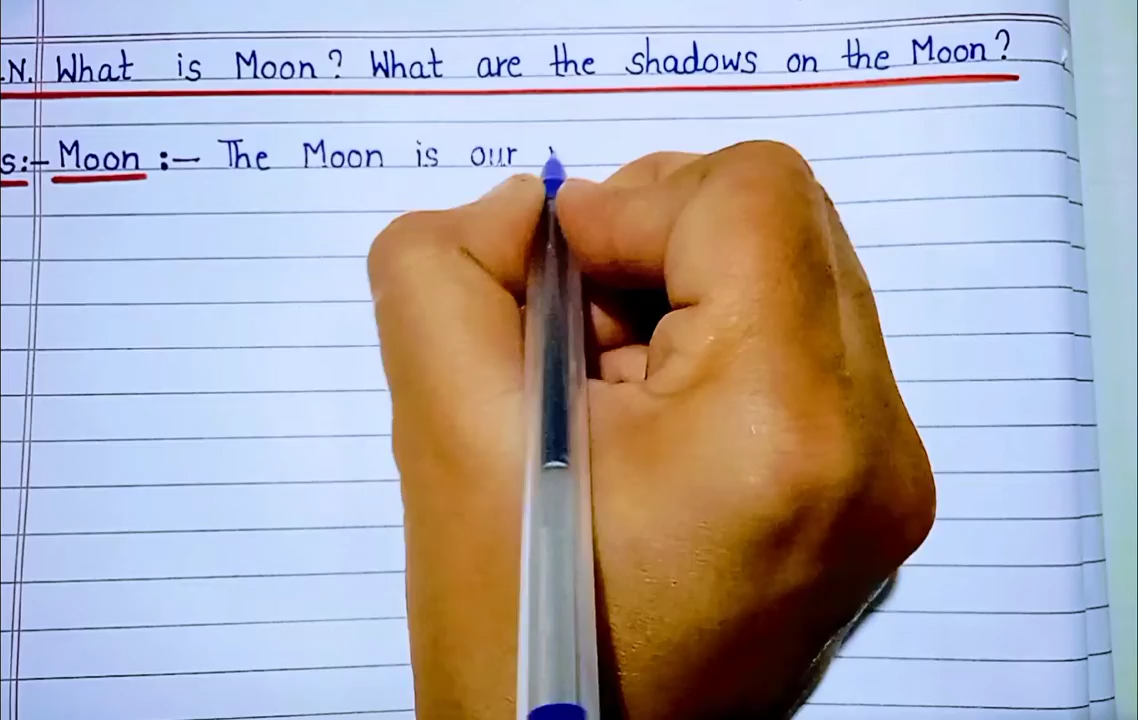 .N. What is Moon? What are the shadows on the Moon?
s:- Moon :- The Moon is our